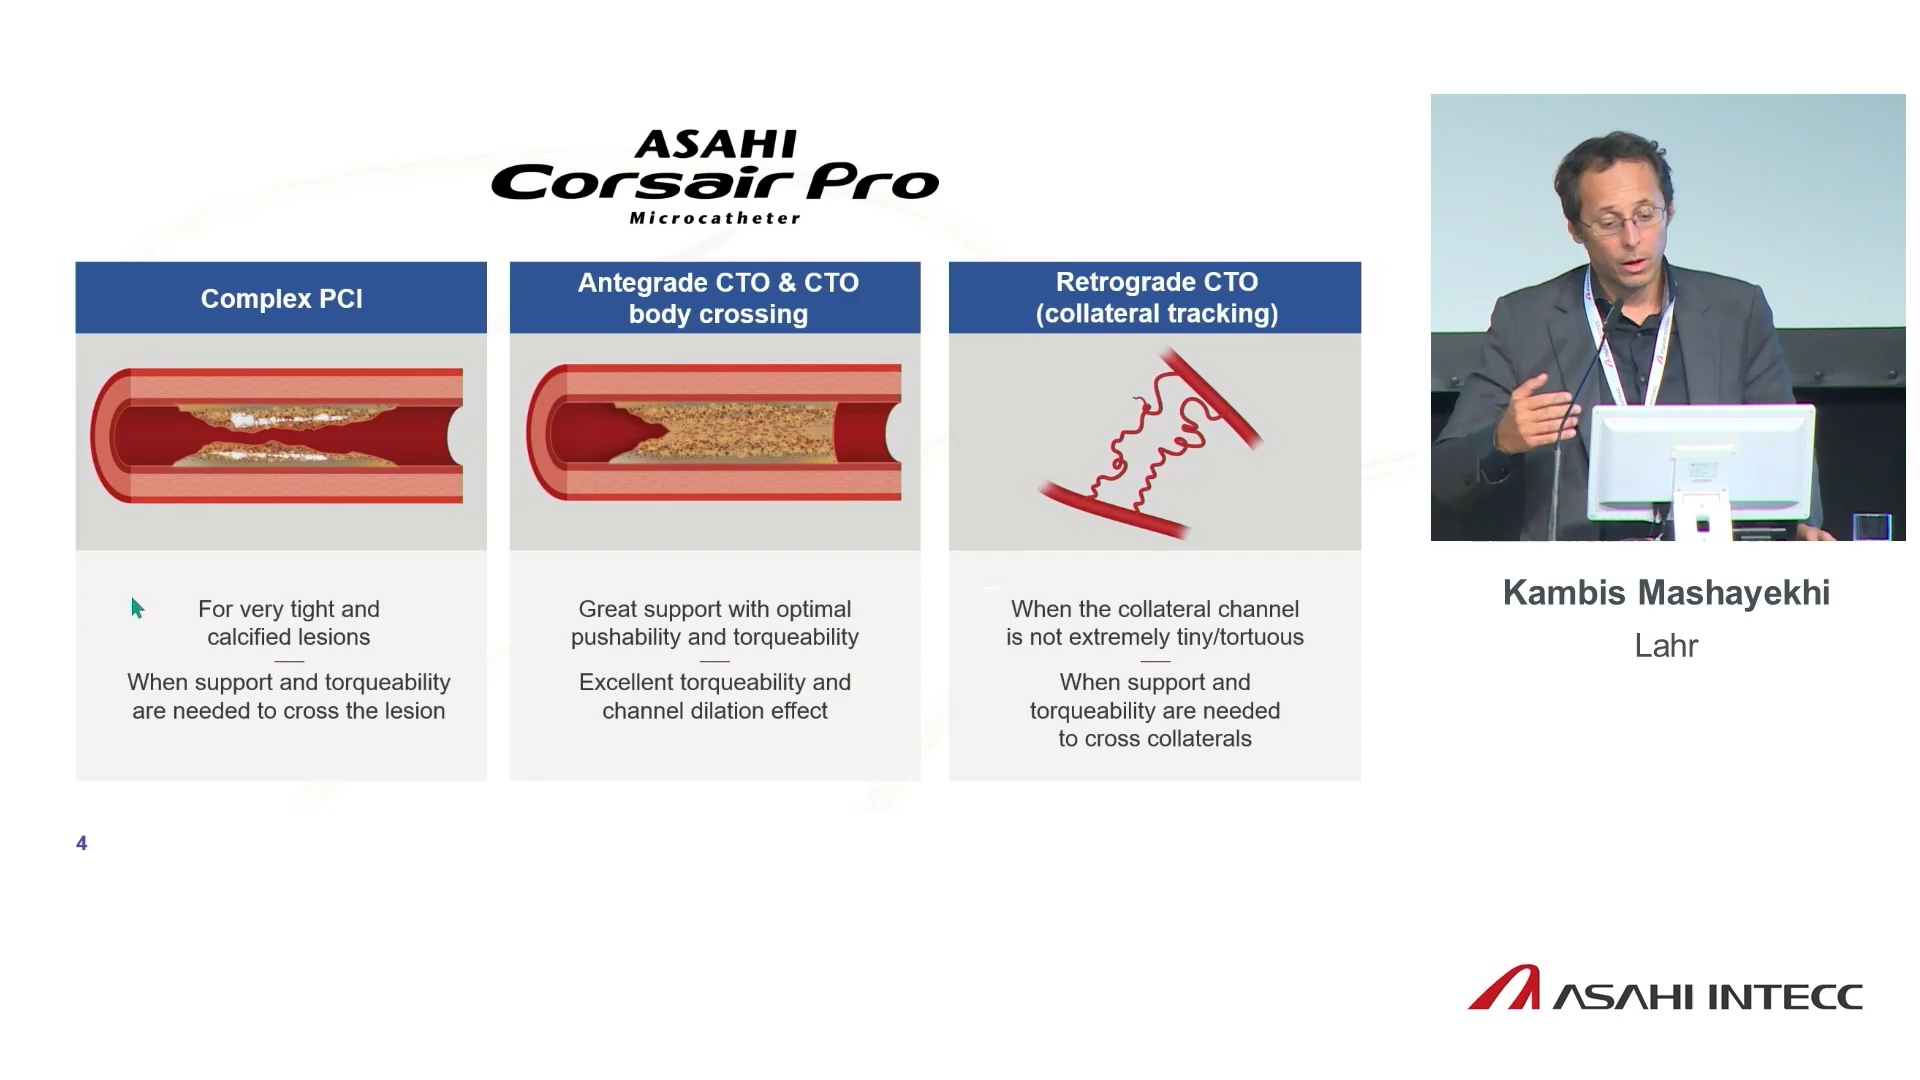 ASAHI
Corsair Pro
Microcatheter
Complex PCI
For very tight and
calcified lesions
When support and torqueability
are needed to cross the lesion
Antegrade CTO & CTO
body crossing
Great support with optimal
pushability and torqueability
Excellent torqueability and
channel dilation effect
Retrograde CTO
(collateral tracking)
When the collateral channel
is not extremely tiny/tortuous
When support and
torqueability are needed
to cross collaterals
4
Kambis Mashayekhi
Lahr
ASAHI INTECC